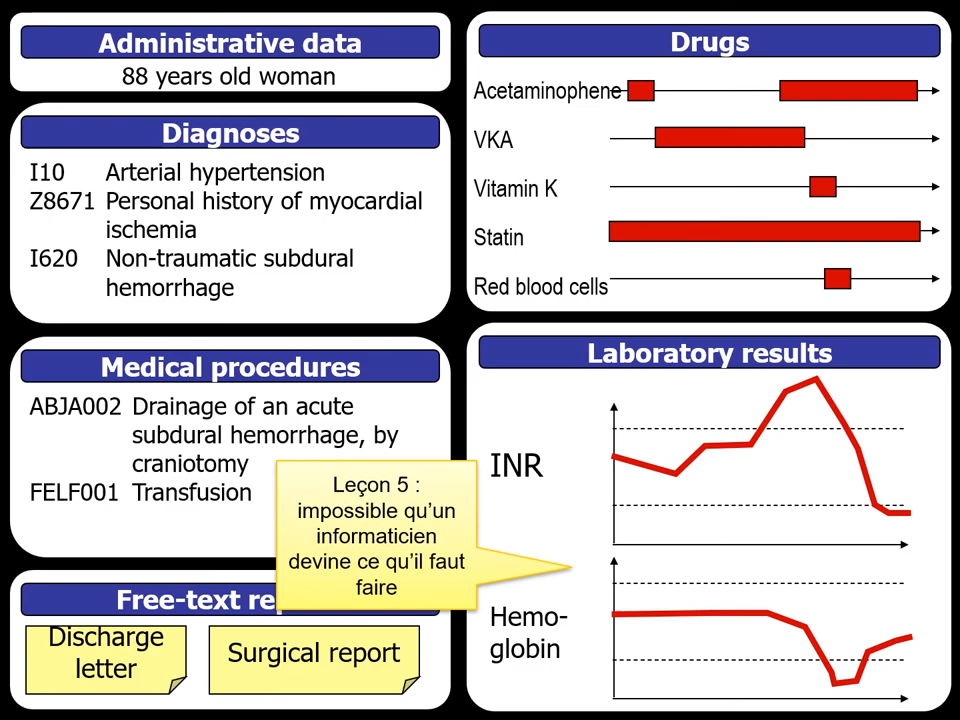 Administrative data
88 years old woman
Diagnoses
I10 Arterial hypertension
Z8671 Personal history of myocardial
ischemia
I620 Non-traumatic subdural
hemorrhage
Medical procedures
ABJA002 Drainage of an acute
subdural hemorrhage, by
craniotomy
FELF001 Transfusion
Free-text re
Discharge
letter
Surgical report
Leçon 5 :
impossible qu'un
informaticien
devine ce qu'il faut
faire
Drugs
Acetaminophene
VKA
Vitamin K
Statin
Red blood cells
Laboratory results
INR
Hemo-
globin